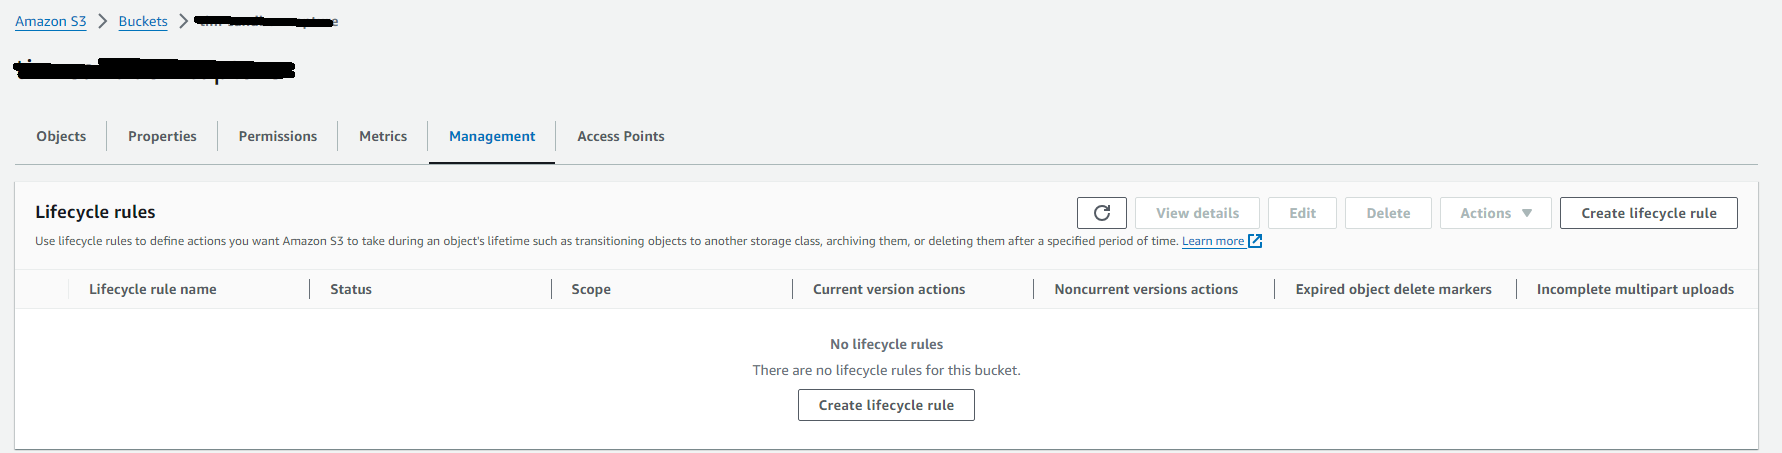 Amazon S3 > Buckets >
Objects Properties Permissions Metrics Management Access Points
Lifecycle rules
View details Edit Delete Actions ▼ Create lifecycle rule
Use lifecycle rules to define actions you want Amazon S3 to take during an object's lifetime such as transitioning objects to another storage class, archiving them, or deleting them after a specified period of time. Learn more
Lifecycle rule name Status Scope Current version actions Noncurrent versions actions Expired object delete markers Incomplete multipart uploads
No lifecycle rules
There are no lifecycle rules for this bucket.
Create lifecycle rule